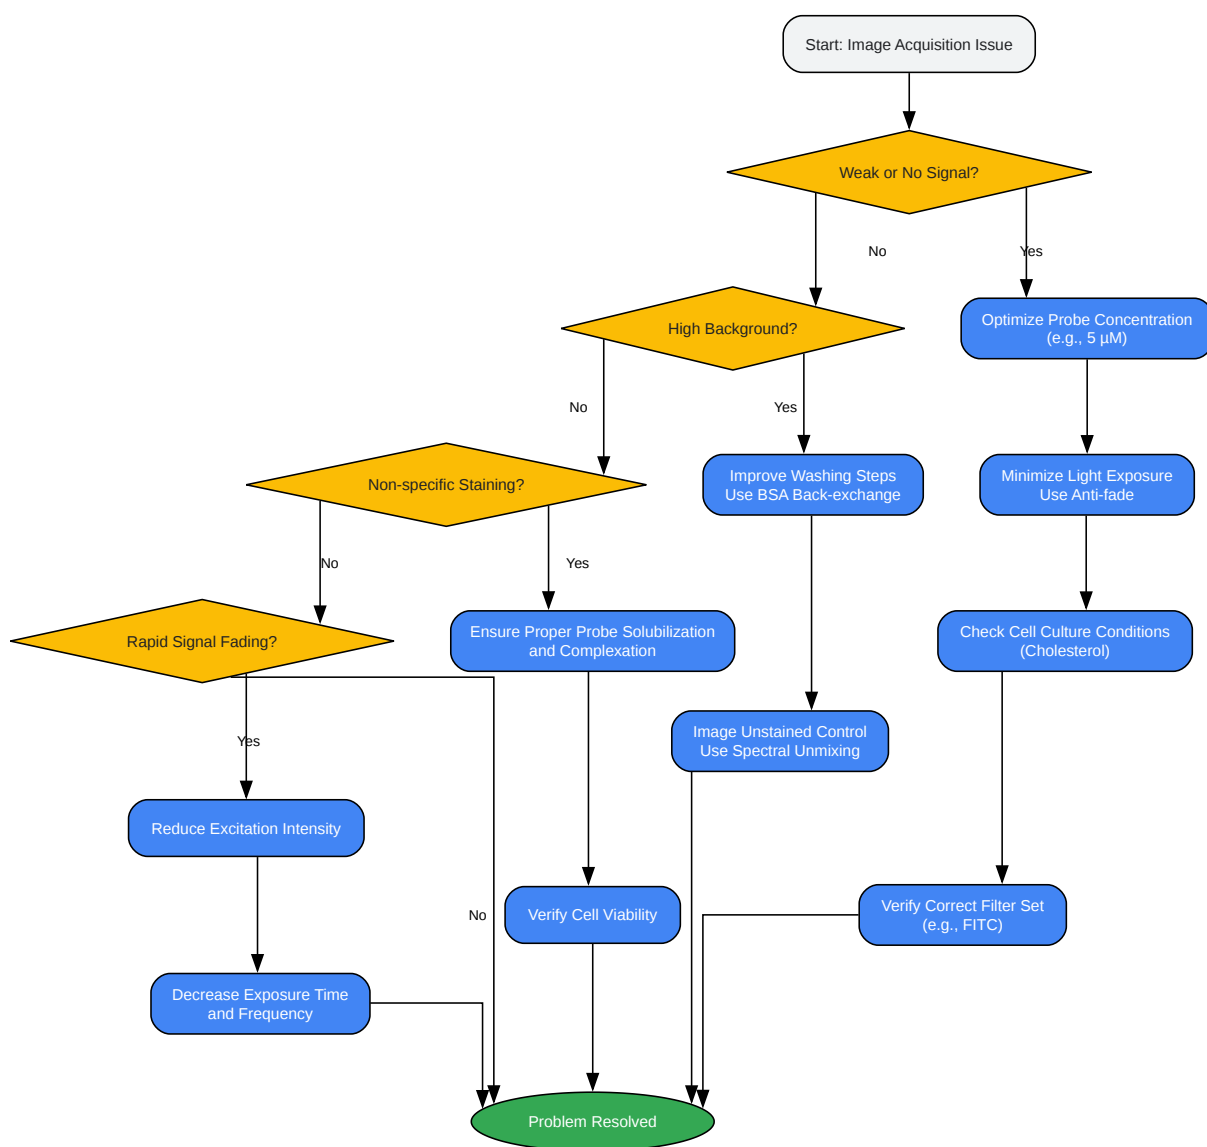 Start: Image Acquisition Issue
Weak or No Signal?
No
Yes
High Background?
Optimize Probe Concentration
(e.g., 5 µM)
No
Yes
Non-specific Staining?
Improve Washing Steps
Use BSA Back-exchange
Minimize Light Exposure
Use Anti-fade
No
Yes
Rapid Signal Fading?
Ensure Proper Probe Solubilization
and Complexation
Check Cell Culture Conditions
(Cholesterol)
Yes
Image Unstained Control
Use Spectral Unmixing
Reduce Excitation Intensity
No
Verify Cell Viability
Verify Correct Filter Set
(e.g., FITC)
Decrease Exposure Time
and Frequency
Problem Resolved